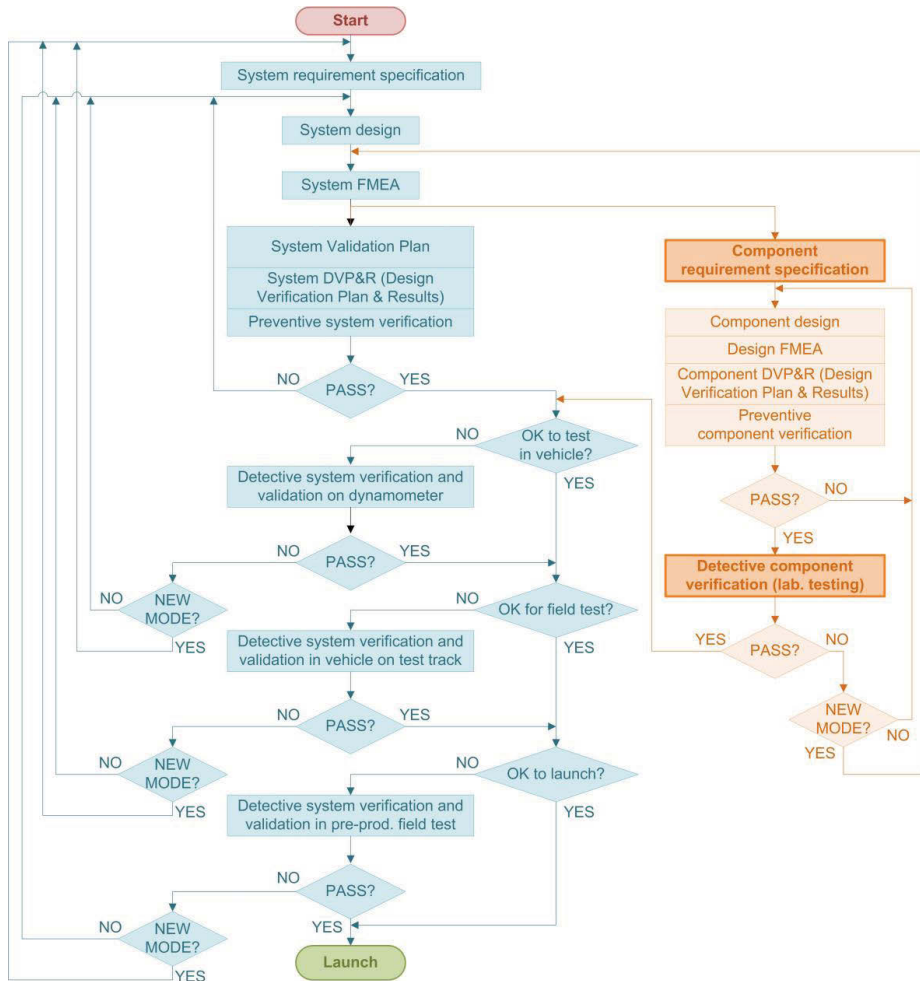 Start
System requirement specification
System design
System FMEA
System Validation Plan
System DVP&R (Design
Verification Plan & Results)
Preventive system verification
Component
requirement specification
Component design
Design FMEA
Component DVP&R (Design
Verification Plan & Results)
Preventive
component verification
NO
PASS?
YES
NO
OK to test
in vehicle?
YES
Detective system verification and
validation on dynamometer
PASS?
NO
YES
Detective component
verification (lab. testing)
NO
PASS?
YES
NO
NEW
MODE?
YES
NO
OK for field test?
YES
Detective system verification and
validation in vehicle on test track
YES
PASS?
NO
NEW
MODE?
YES
NO
NO
PASS?
YES
NO
NEW
MODE?
YES
NO
OK to launch?
YES
Detective system verification and
validation in pre-prod. field test
NO
PASS?
YES
NO
NEW
MODE?
YES
Launch